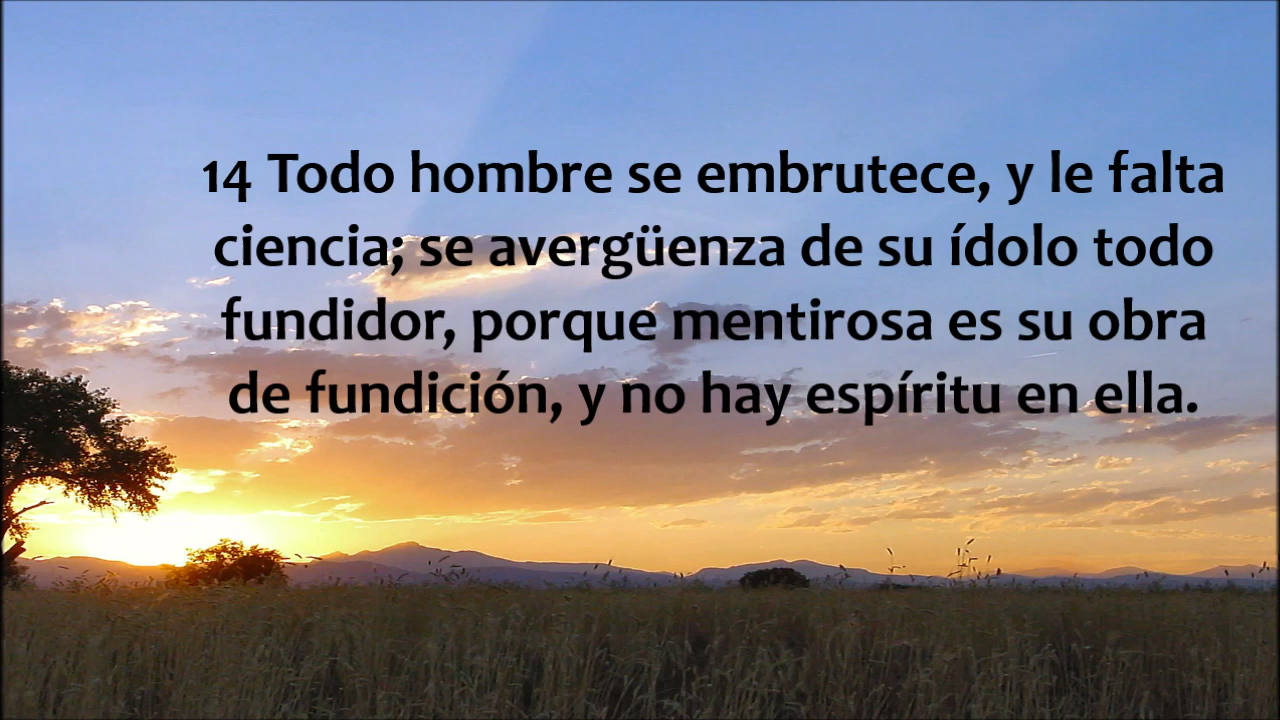 14 Todo hombre se embrutece, y le falta
ciencia; se avergüenza de su ídolo todo
fundidor, porque mentirosa es su obra
de fundición, y no hay espíritu en ella.